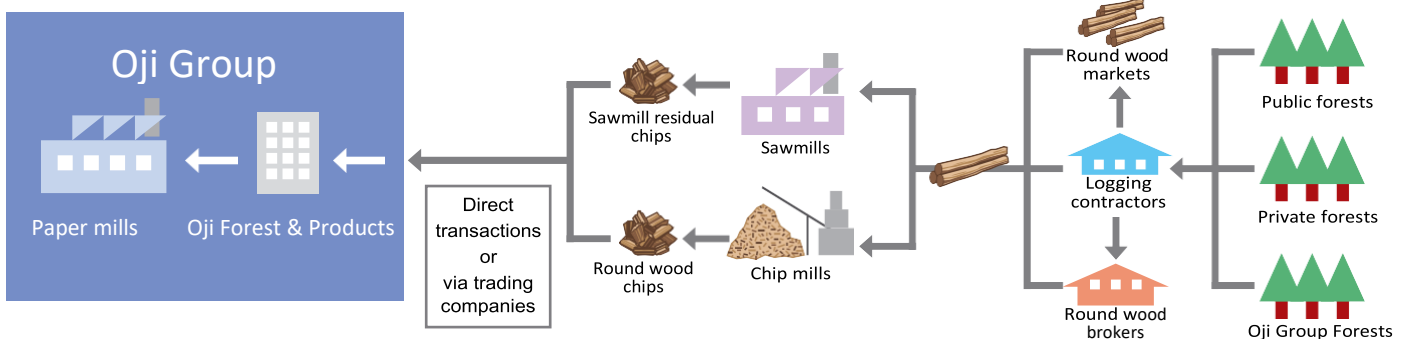 Oji Group
Paper mills
Oji Forest & Products
Direct
transactions
or
via trading
companies
Sawmill residual
chips
Round wood
chips
Sawmills
Chip mills
Round wood
markets
Logging
contractors
Round wood
brokers
Public forests
Private forests
Oji Group Forests